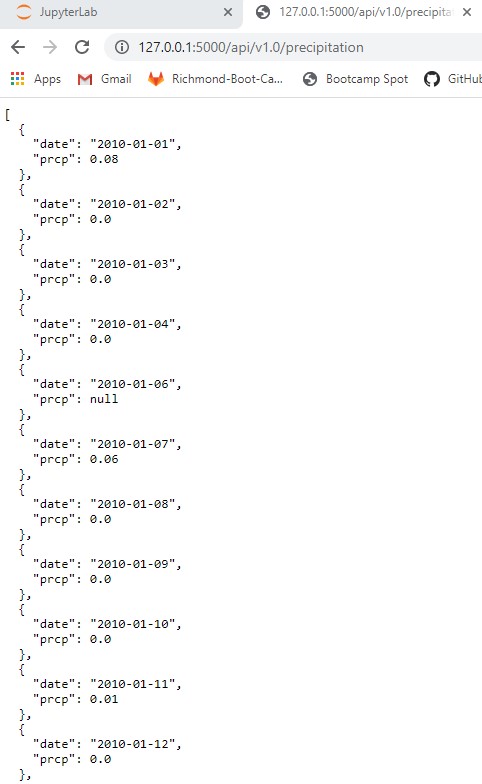 JupyterLab
127.0.0.1:5000/api/v1.0/precipita
127.0.0.1:5000/api/v1.0/precipitation
Apps Gmail Richmond-Boot-Ca... Bootcamp Spot GitHub
[
  {
    "date": "2010-01-01",
    "prcp": 0.08
  },
  {
    "date": "2010-01-02",
    "prcp": 0.0
  },
  {
    "date": "2010-01-03",
    "prcp": 0.0
  },
  {
    "date": "2010-01-04",
    "prcp": 0.0
  },
  {
    "date": "2010-01-06",
    "prcp": null
  },
  {
    "date": "2010-01-07",
    "prcp": 0.06
  },
  {
    "date": "2010-01-08",
    "prcp": 0.0
  },
  {
    "date": "2010-01-09",
    "prcp": 0.0
  },
  {
    "date": "2010-01-10",
    "prcp": 0.0
  },
  {
    "date": "2010-01-11",
    "prcp": 0.01
  },
  {
    "date": "2010-01-12",
    "prcp": 0.0
  },